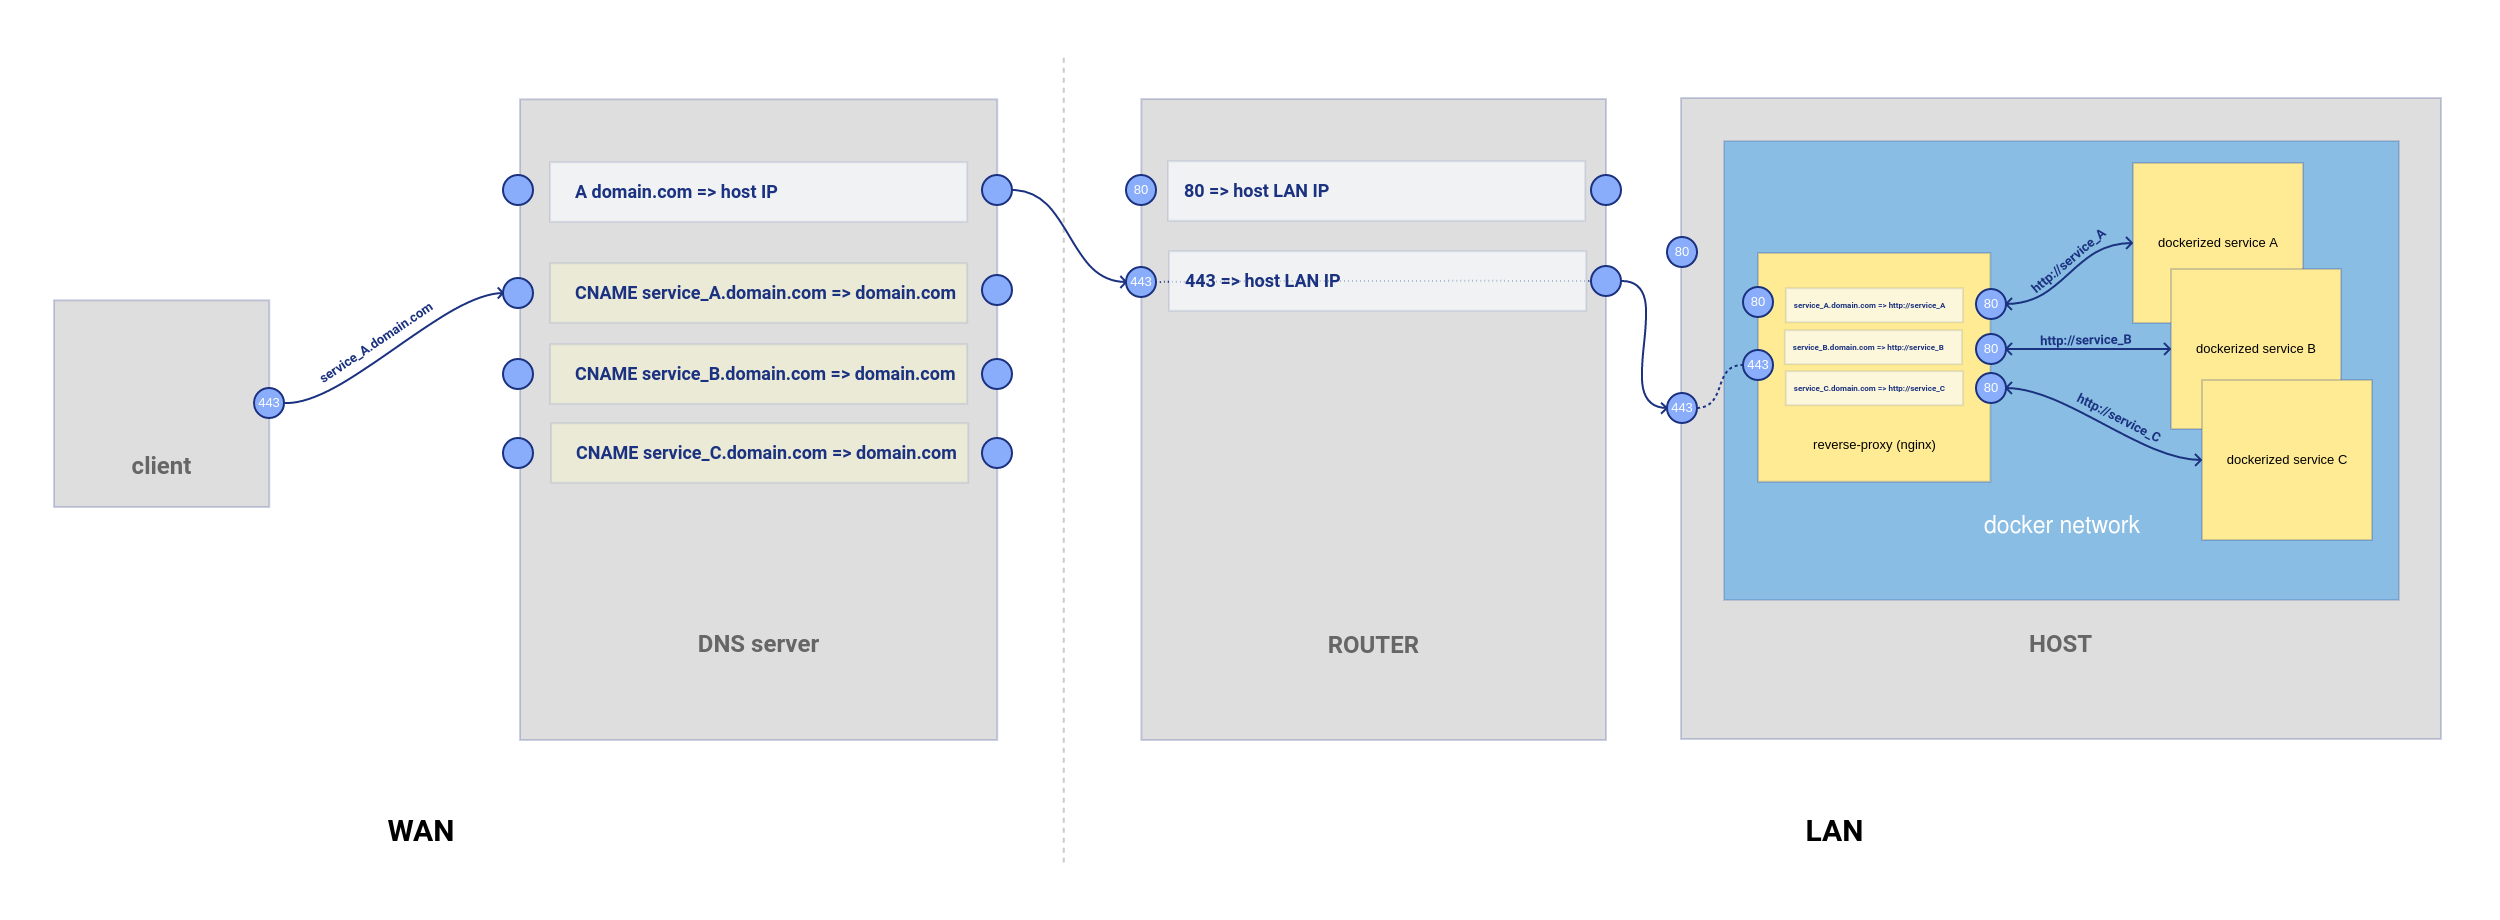 client
443
service_A.domain.com
A domain.com => host IP
CNAME service_A.domain.com => domain.com
CNAME service_B.domain.com => domain.com
CNAME service_C.domain.com => domain.com
DNS server
WAN
80
80 => host LAN IP
443
443 => host LAN IP
ROUTER
80
443
80
443
service_A.domain.com => http://service_A
service_B.domain.com => http://service_B
service_C.domain.com => http://service_C
reverse-proxy (nginx)
80
80
80
http://service_A
http://service_B
http://service_C
dockerized service A
dockerized service B
dockerized service C
docker network
HOST
LAN